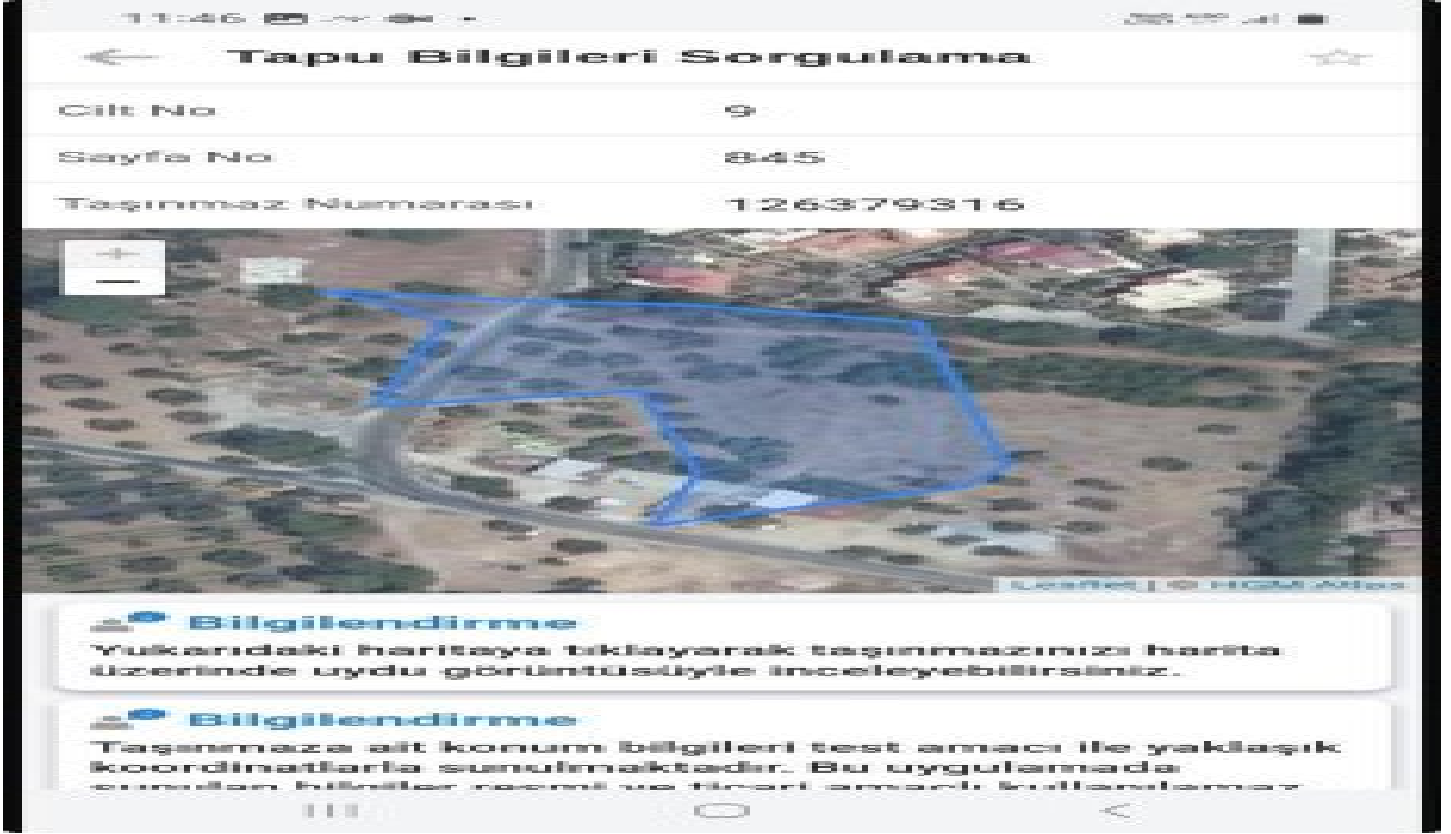 11:46
Tapu Bilgileri Sorgulama
Cilt No 9
Sayfa No 845
Taşınmaz Numarası 126379316
+
−
Leaflet | © HGM Atlas
Bilgilendirme
Yukarıdaki haritaya tıklayarak taşınmazınızı harita
üzerinde uydu görüntüsüyle inceleyebilirsiniz.
Bilgilendirme
Taşınmaza ait konum bilgileri test amacı ile yaklaşık
koordinatlarla sunulmaktadır. Bu uygulamada